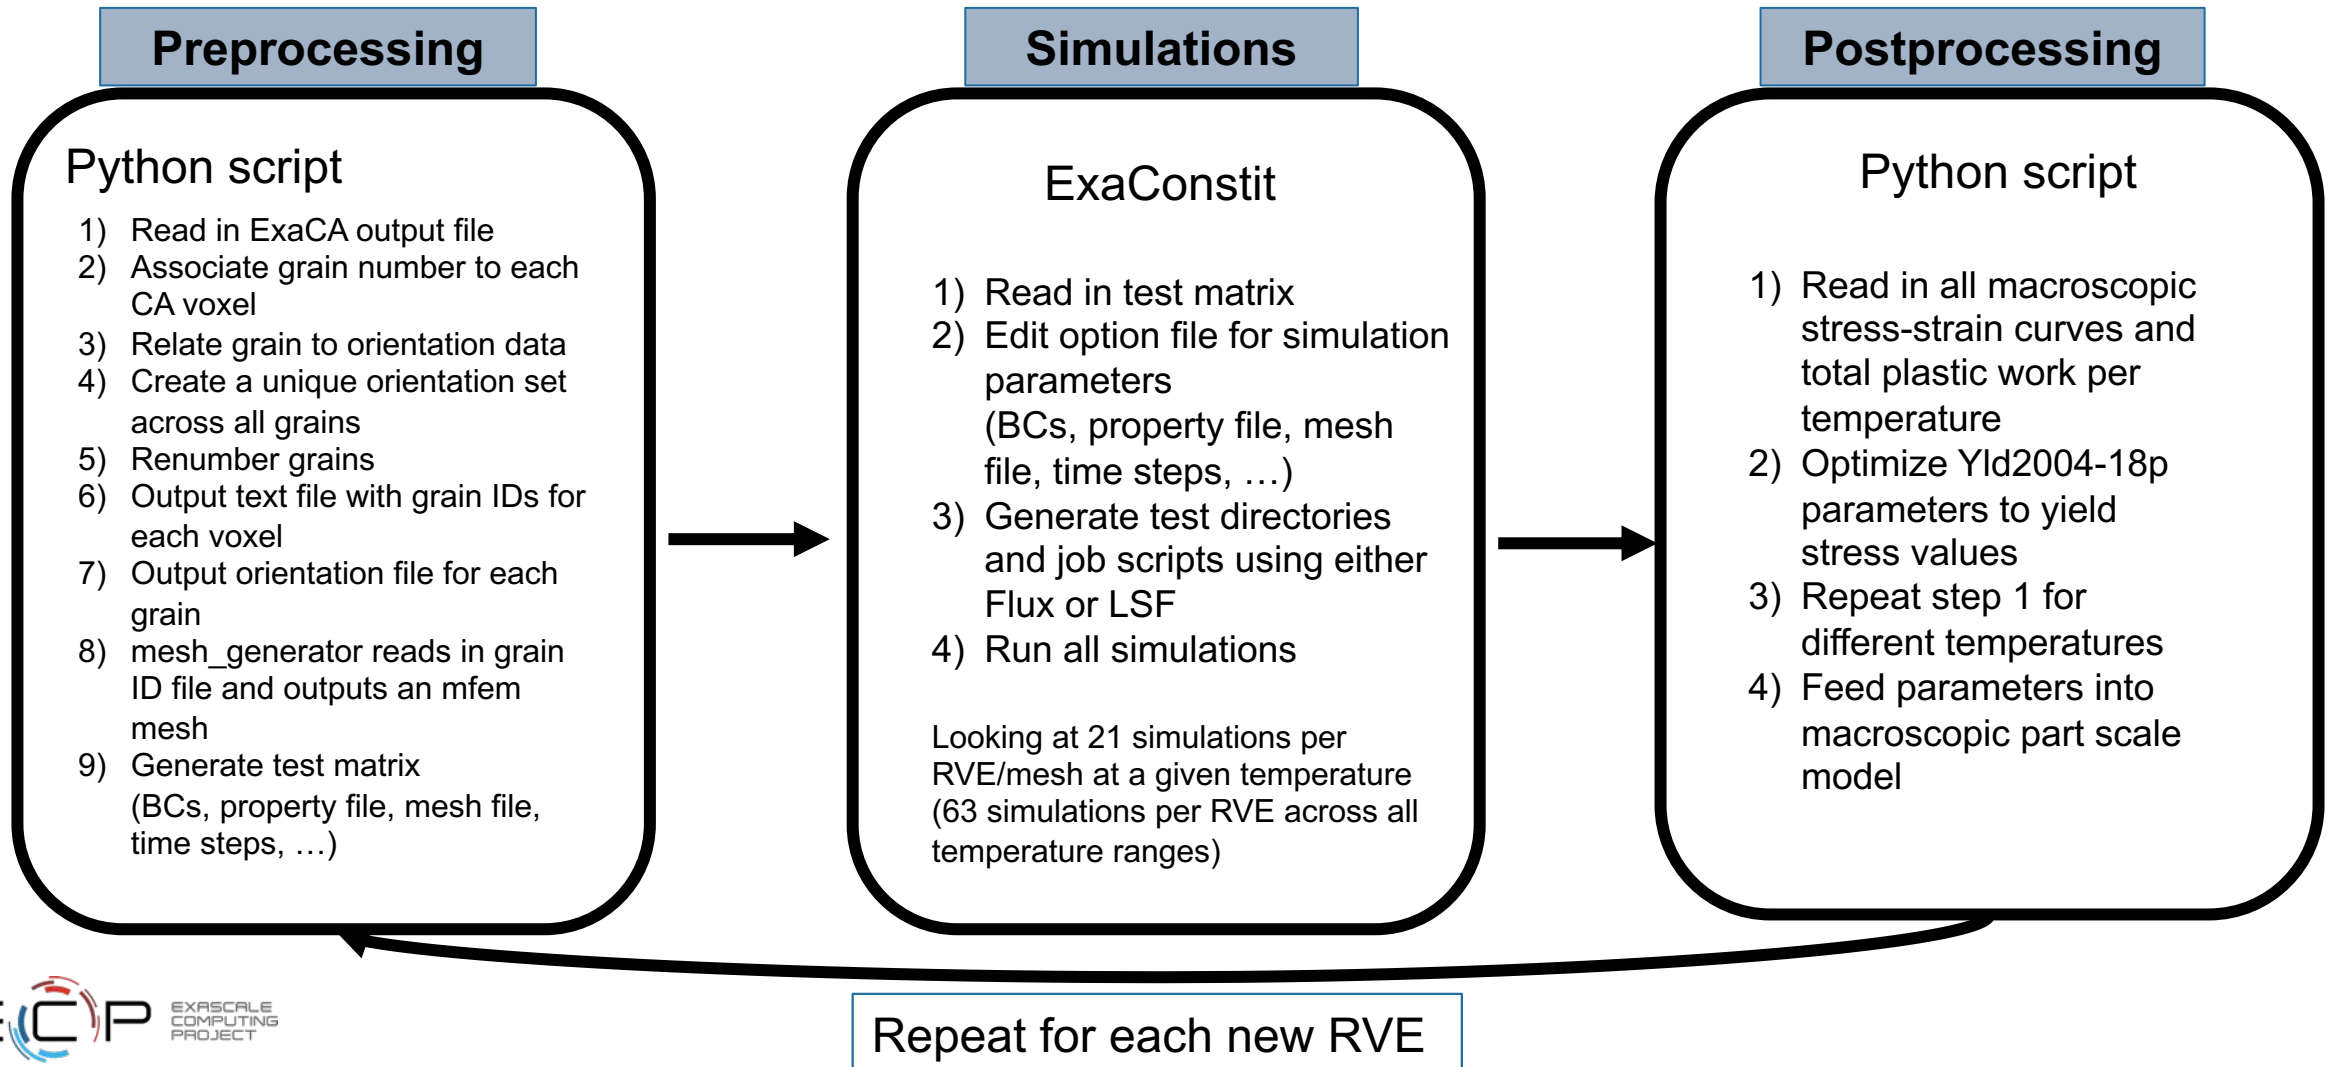 Preprocessing
Python script
1) Read in ExaCA output file
2) Associate grain number to each
CA voxel
3) Relate grain to orientation data
4) Create a unique orientation set
across all grains
5) Renumber grains
6) Output text file with grain IDs for
each voxel
7) Output orientation file for each
grain
8) mesh_generator reads in grain
ID file and outputs an mfem
mesh
9) Generate test matrix
(BCs, property file, mesh file,
time steps, …)
Simulations
ExaConstit
1) Read in test matrix
2) Edit option file for simulation
parameters
(BCs, property file, mesh
file, time steps, …)
3) Generate test directories
and job scripts using either
Flux or LSF
4) Run all simulations
Looking at 21 simulations per
RVE/mesh at a given temperature
(63 simulations per RVE across all
temperature ranges)
Postprocessing
Python script
1) Read in all macroscopic
stress-strain curves and
total plastic work per
temperature
2) Optimize Yld2004-18p
parameters to yield
stress values
3) Repeat step 1 for
different temperatures
4) Feed parameters into
macroscopic part scale
model
Repeat for each new RVE
ECP
EXASCALE
COMPUTING
PROJECT